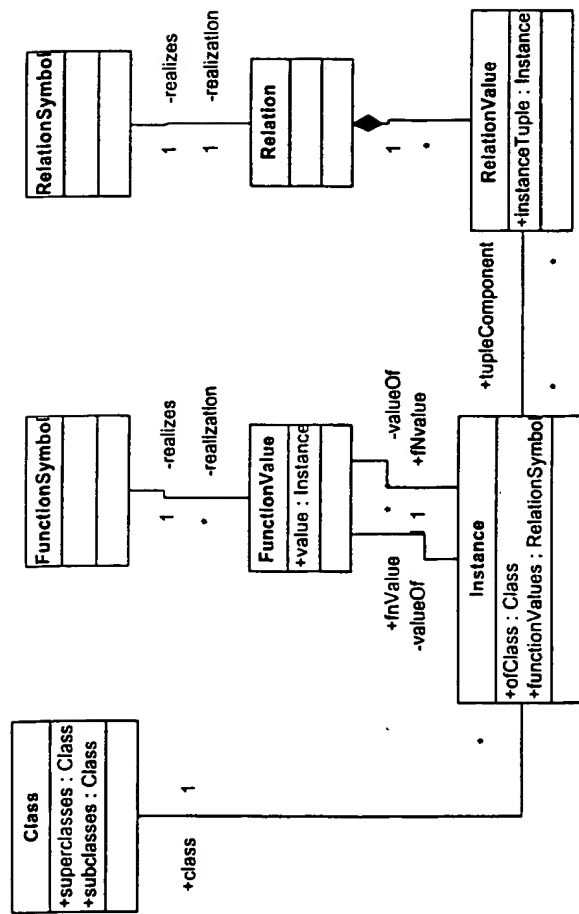 Class
+superclasses : Class
+subclasses : Class
+class
1
*
FunctionSymbol
-realizes
1
-realization
*
FunctionValue
+value : Instance
+fnValue
-valueOf
*
1
-valueOf
+fNvalue
Instance
+ofClass : Class
+functionValues : RelationSymbol
RelationSymbol
-realizes
1
-realization
1
Relation
1
*
RelationValue
+instanceTuple : Instance
+tupleComponent
*
*